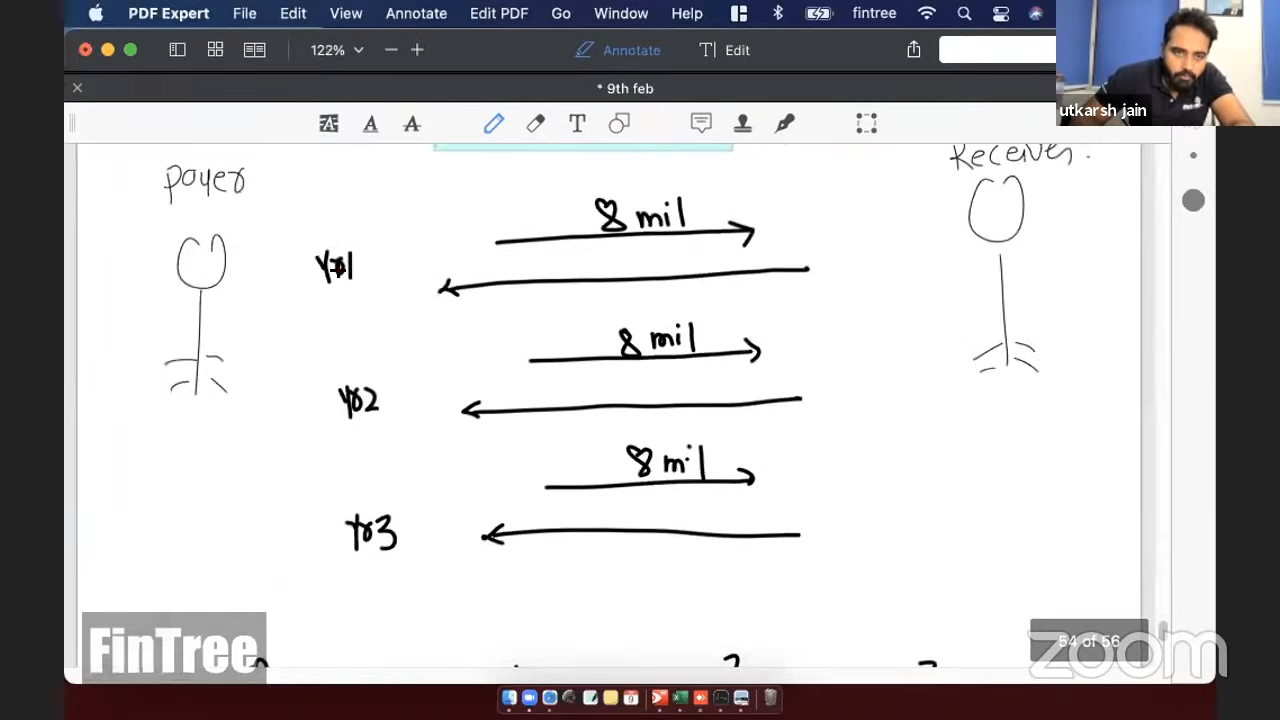 PDF Expert File Edit View Annotate Edit PDF Go Window Help fintree
122% Annotate Edit
utkarsh jain
* 9th feb
Payer
Receiver.
8 mil
Yr1
8 mil
Yr2
8 mil
Yr3
FinTree
54 of 56
zoom